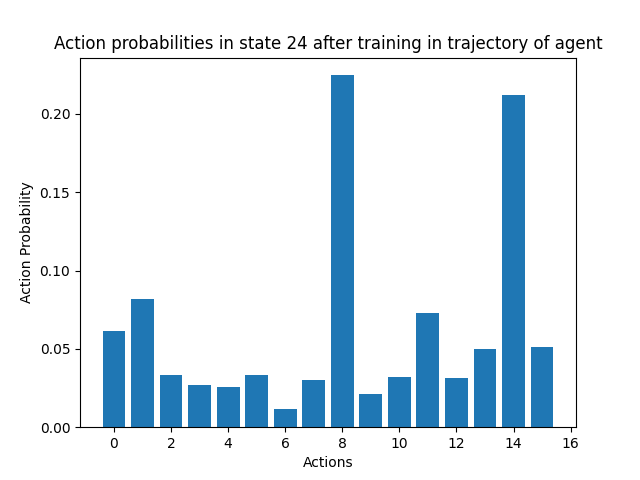 Action probabilities in state 24 after training in trajectory of agent
0.20
0.15
0.10
0.05
0.00
Action Probability
0 2 4 6 8 10 12 14 16
Actions